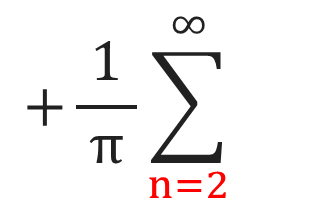 + 1/π ∑_{n=2}^{∞}